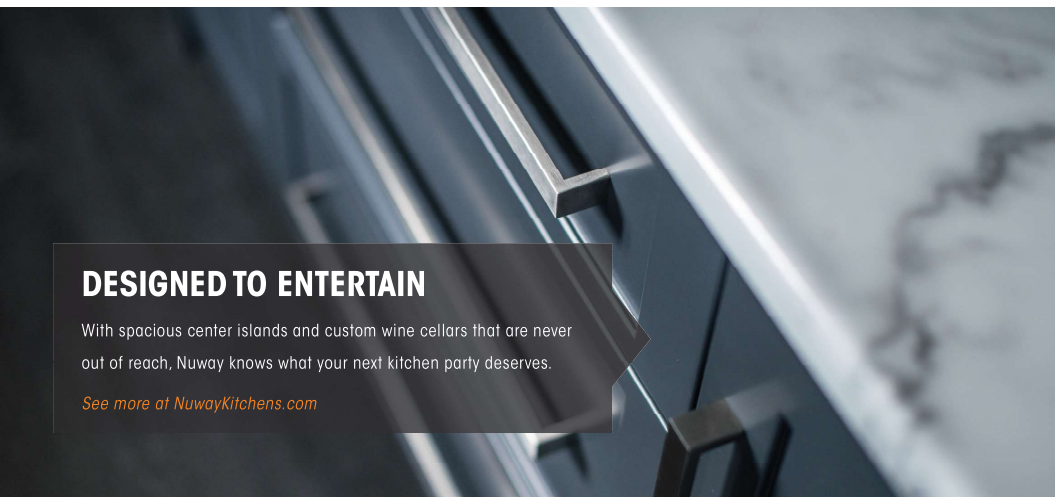 DESIGNED TO ENTERTAIN
With spacious center islands and custom wine cellars that are never
out of reach, Nuway knows what your next kitchen party deserves.
See more at NuwayKitchens.com